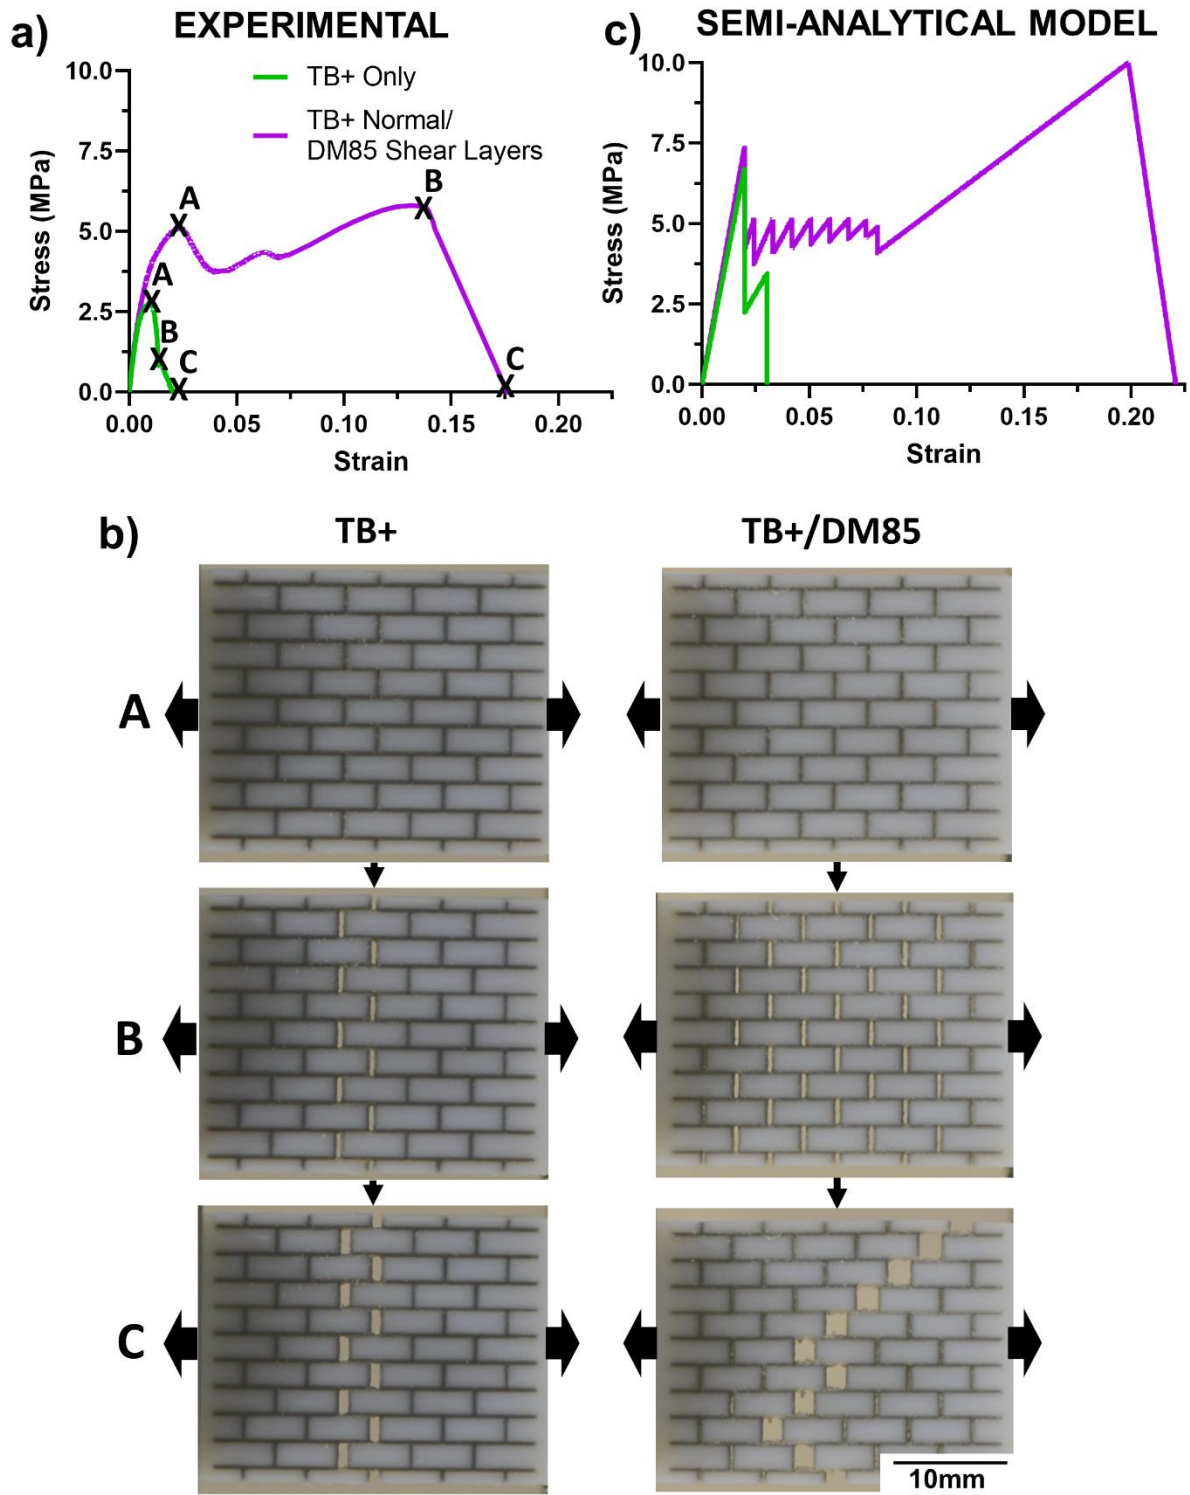 a)
EXPERIMENTAL
10.0
7.5
5.0
2.5
0.0
Stress (MPa)
TB+ Only
TB+ Normal/
DM85 Shear Layers
A
B
C
A
B
C
0.00
0.05
0.10
0.15
0.20
Strain
c)
SEMI-ANALYTICAL MODEL
10.0
7.5
5.0
2.5
0.0
Stress (MPa)
0.00
0.05
0.10
0.15
0.20
Strain
b)
TB+
TB+/DM85
A
B
C
10mm